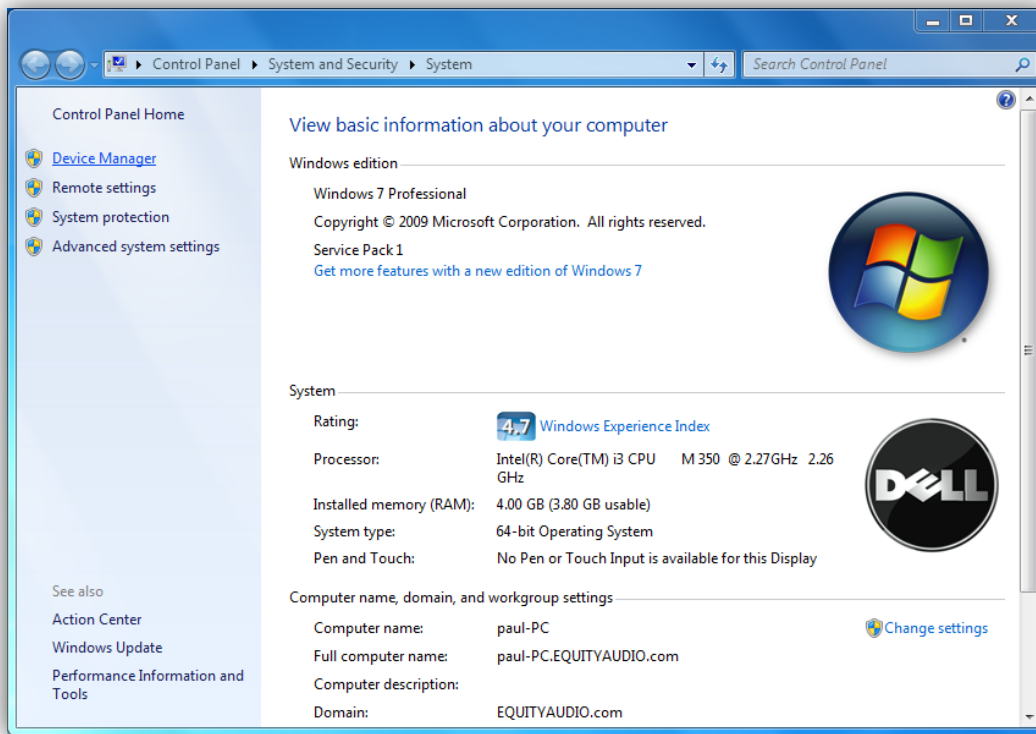 Control Panel ▸ System and Security ▸ System
Search Control Panel
Control Panel Home
Device Manager
Remote settings
System protection
Advanced system settings
See also
Action Center
Windows Update
Performance Information and
Tools
View basic information about your computer
Windows edition
Windows 7 Professional
Copyright © 2009 Microsoft Corporation. All rights reserved.
Service Pack 1
Get more features with a new edition of Windows 7
System
Rating: 4,7 Windows Experience Index
Processor: Intel(R) Core(TM) i3 CPU M 350 @ 2.27GHz 2.26
GHz
Installed memory (RAM): 4.00 GB (3.80 GB usable)
System type: 64-bit Operating System
Pen and Touch: No Pen or Touch Input is available for this Display
DELL
Computer name, domain, and workgroup settings
Computer name: paul-PC
Change settings
Full computer name: paul-PC.EQUITYAUDIO.com
Computer description:
Domain: EQUITYAUDIO.com